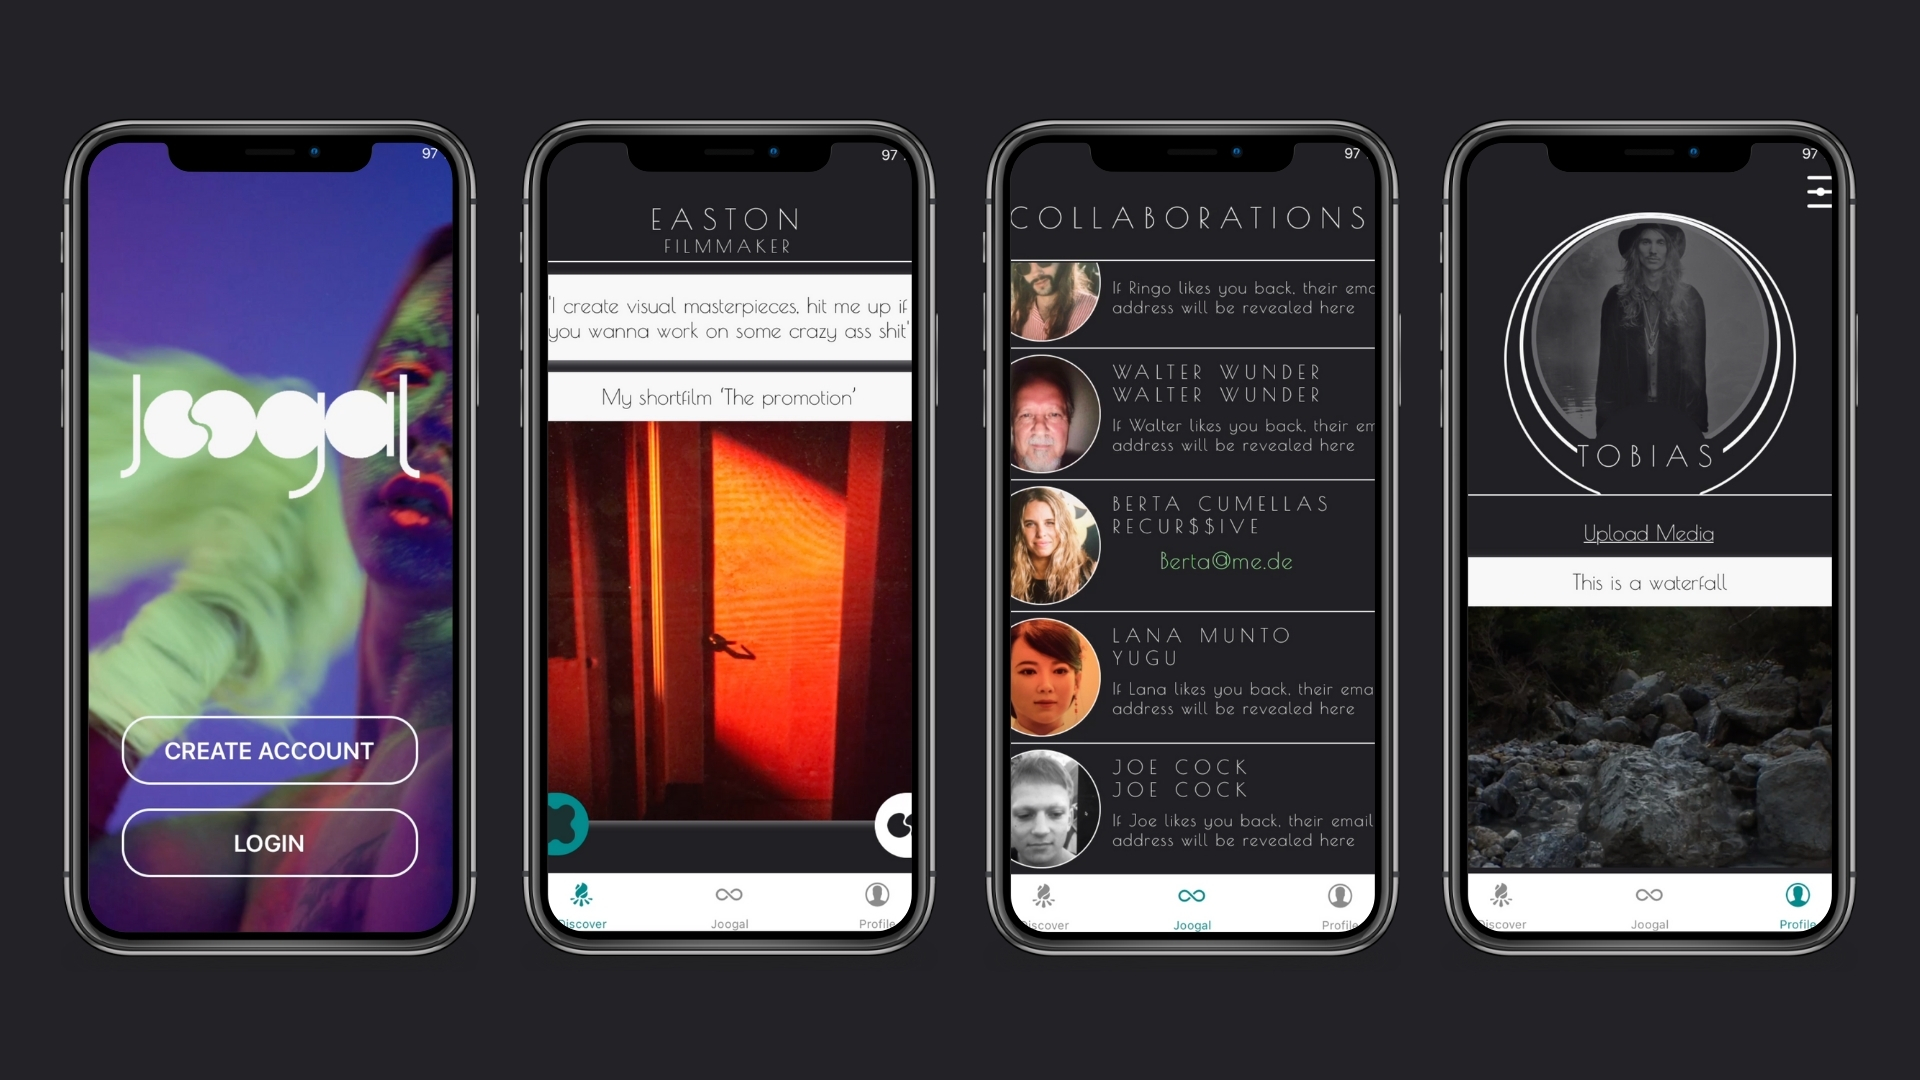 97
Joogal
CREATE ACCOUNT
LOGIN
97
EASTON
FILMMAKER
'I create visual masterpieces, hit me up if
you wanna work on some crazy ass shit'
My shortfilm ‘The promotion’
Discover
Joogal
Profile
97
COLLABORATIONS
If Ringo likes you back, their
address will be revealed here
WALTER WUNDER
WALTER WUNDER
If Walter likes you back, their
address will be revealed here
BERTA CUMELLAS
RECUR$$IVE
Berta@me.de
LANA MUNTO
YUGU
If Lana likes you back, their
address will be revealed here
JOE COCK
JOE COCK
If Joe likes you back, their email
address will be revealed here
Discover
Joogal
Profile
97
TOBIAS
Upload Media
This is a waterfall
Discover
Joogal
Profile